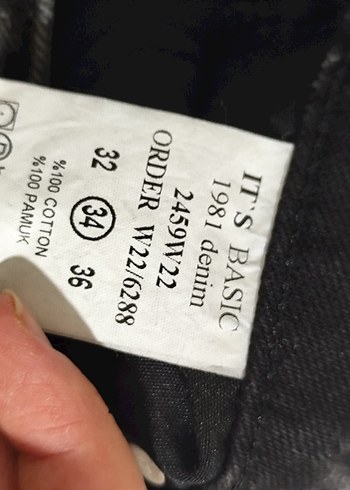 IT'S BASIC
1981 denim
2459W22
ORDER W22/6288
32 34 36
%100 COTTON
%100 PAMUK